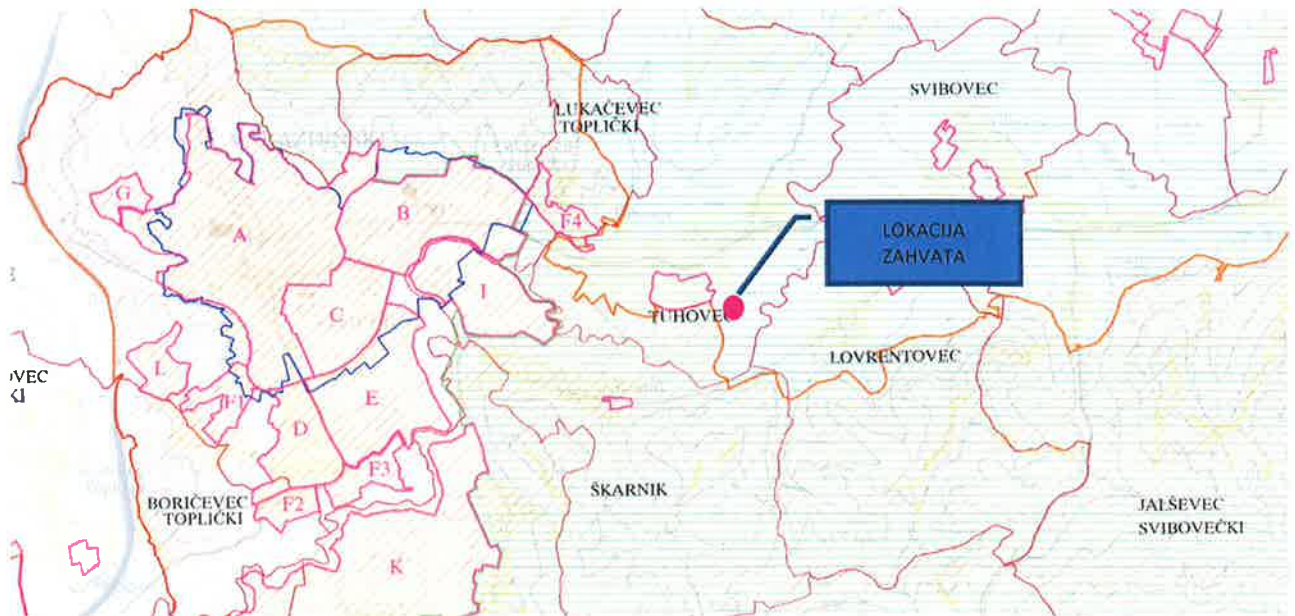 SVIBOVEC
LUKAČEVEC
TOPLIČKI
G
B
F4
A
LOKACIJA
ZAHVATA
I
C
TUHOVEC
LOVRENTOVEC
L
F1
E
D
F3
ŠKARNIK
F2
BORIČEVEC
TOPLIČKI
JALŠEVEC
SVIBOVEČKI
K